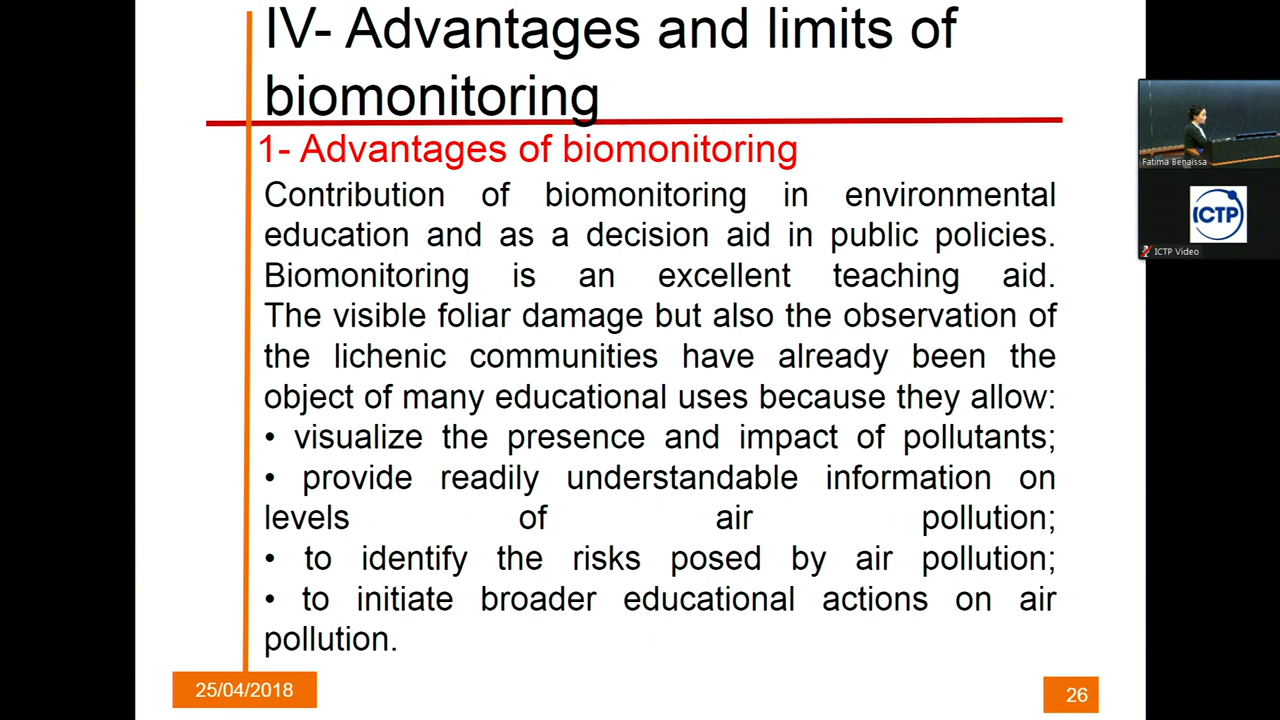 IV- Advantages and limits of
biomonitoring
1- Advantages of biomonitoring
Contribution of biomonitoring in environmental
education and as a decision aid in public policies.
Biomonitoring is an excellent teaching aid.
The visible foliar damage but also the observation of
the lichenic communities have already been the
object of many educational uses because they allow:
• visualize the presence and impact of pollutants;
• provide readily understandable information on
levels of air pollution;
• to identify the risks posed by air pollution;
• to initiate broader educational actions on air
pollution.
25/04/2018
26
Fatima Benaissa
ICTP
ICTP Video